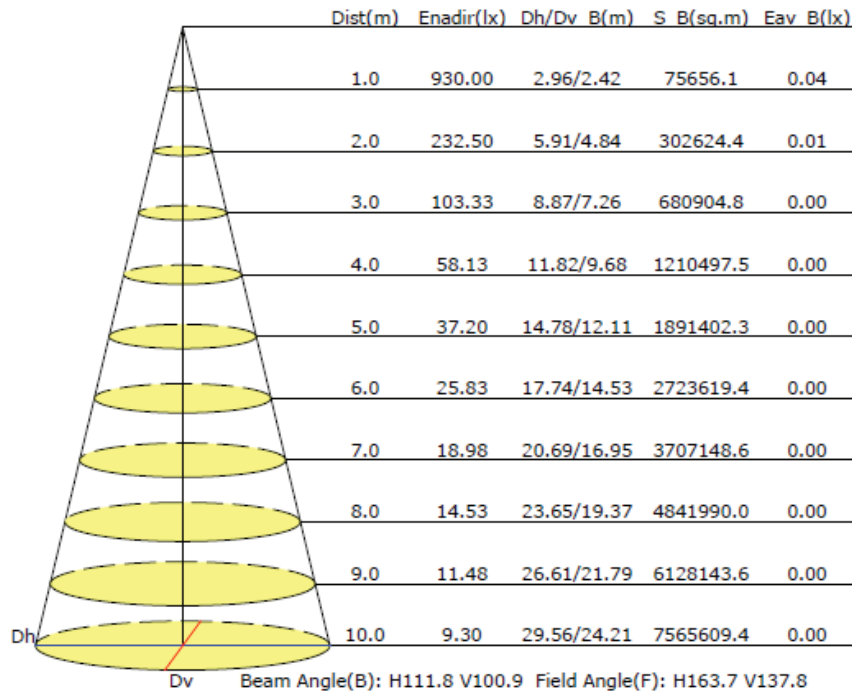 Dist(m) Enadir(lx) Dh/Dv_B(m) S_B(sq.m) Eav_B(lx)
1.0 930.00 2.96/2.42 75656.1 0.04
2.0 232.50 5.91/4.84 302624.4 0.01
3.0 103.33 8.87/7.26 680904.8 0.00
4.0 58.13 11.82/9.68 1210497.5 0.00
5.0 37.20 14.78/12.11 1891402.3 0.00
6.0 25.83 17.74/14.53 2723619.4 0.00
7.0 18.98 20.69/16.95 3707148.6 0.00
8.0 14.53 23.65/19.37 4841990.0 0.00
9.0 11.48 26.61/21.79 6128143.6 0.00
Dh 10.0 9.30 29.56/24.21 7565609.4 0.00
Dv Beam Angle(B): H111.8 V100.9 Field Angle(F): H163.7 V137.8